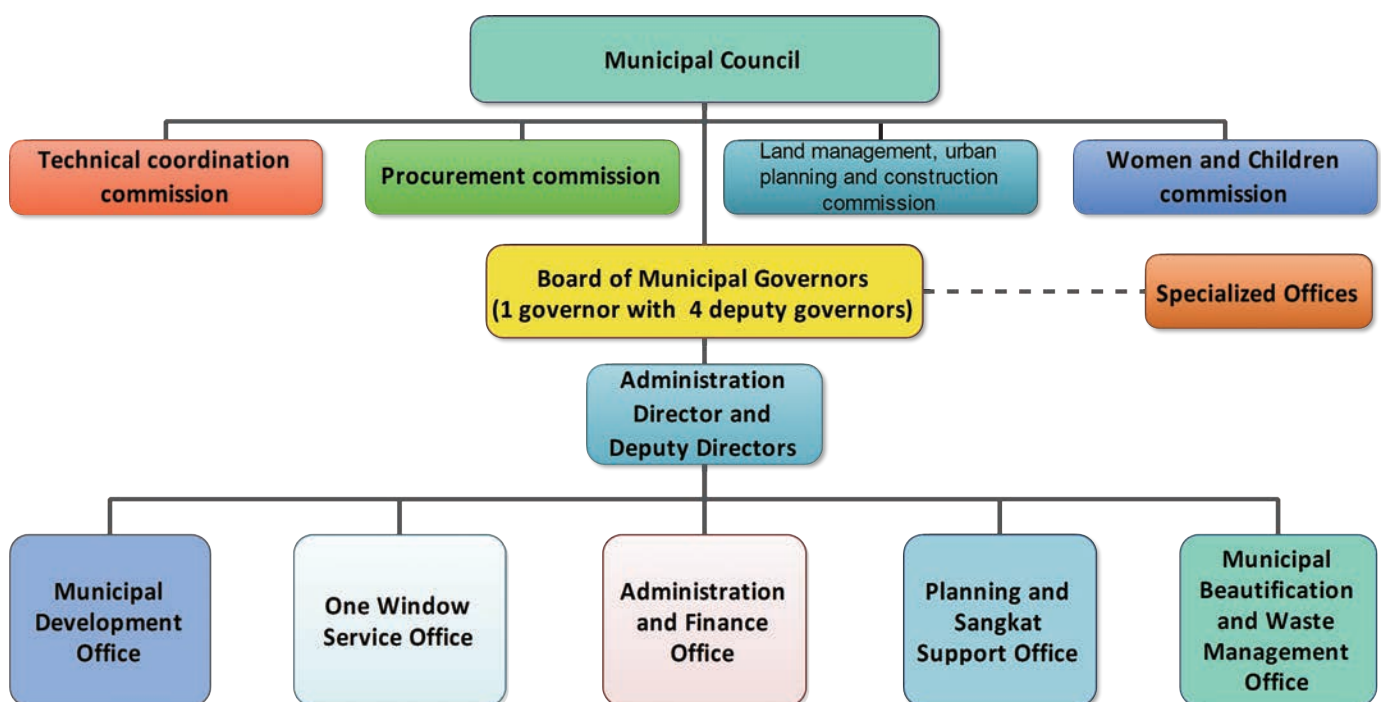 Municipal Council
Technical coordination
commission
Procurement commission
Land management, urban
planning and construction
commission
Women and Children
commission
Board of Municipal Governors
(1 governor with 4 deputy governors)
Specialized Offices
Administration
Director and
Deputy Directors
Municipal
Development
Office
One Window
Service Office
Administration
and Finance
Office
Planning and
Sangkat
Support Office
Municipal
Beautification
and Waste
Management
Office